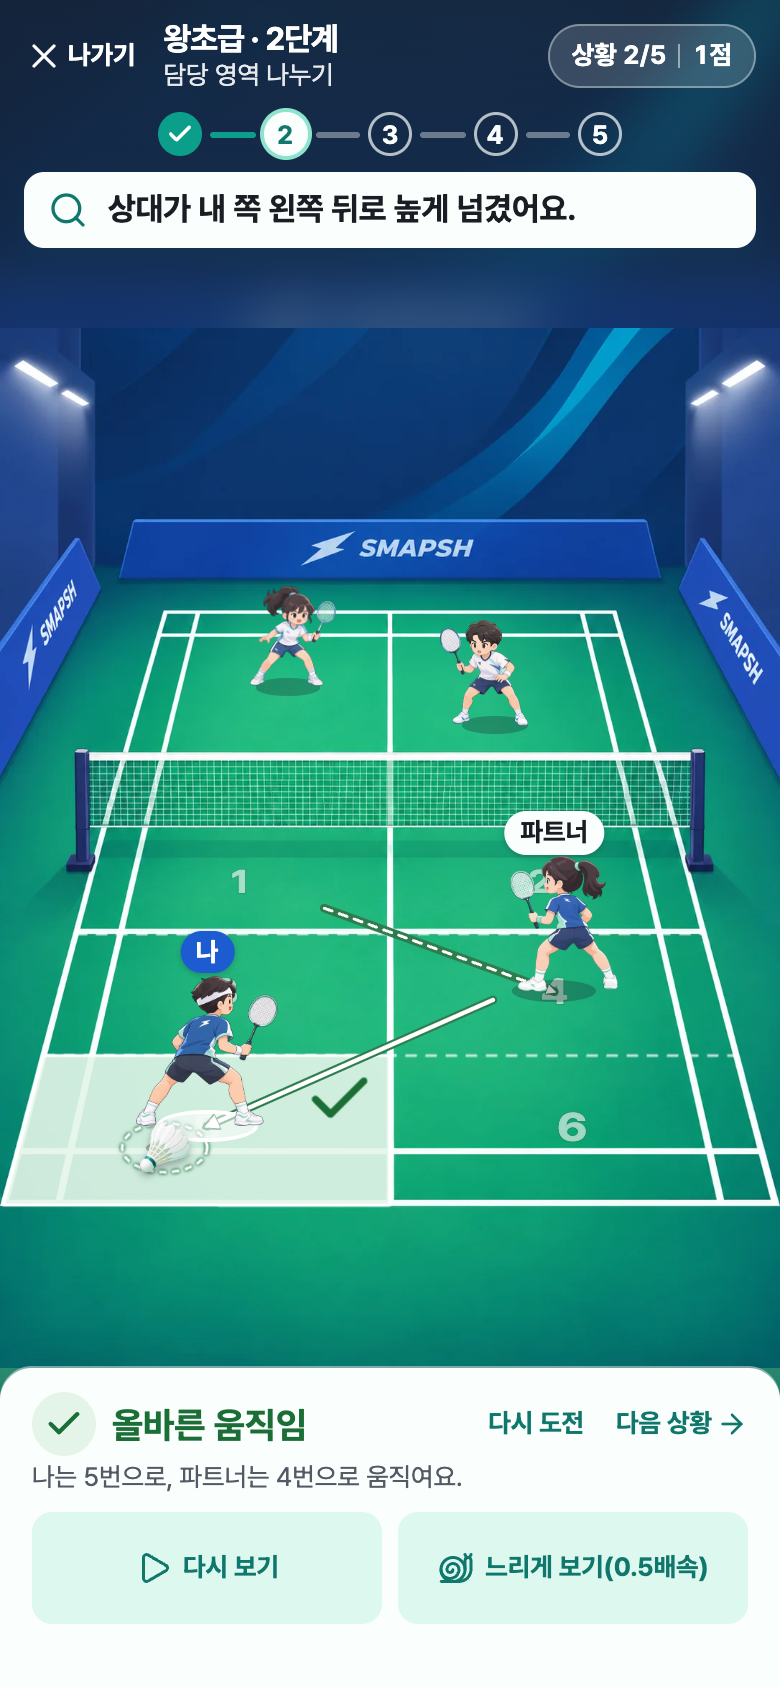 나가기
왕초급 · 2단계
담당 영역 나누기
상황 2/5 | 1점
2
3
4
5
상대가 내 쪽 왼쪽 뒤로 높게 넘겼어요.
SMAPSH
SMAPSH
SMAPSH
파트너
1
2
나
4
6
올바른 움직임
다시 도전
다음 상황
나는 5번으로, 파트너는 4번으로 움직여요.
다시 보기
느리게 보기(0.5배속)